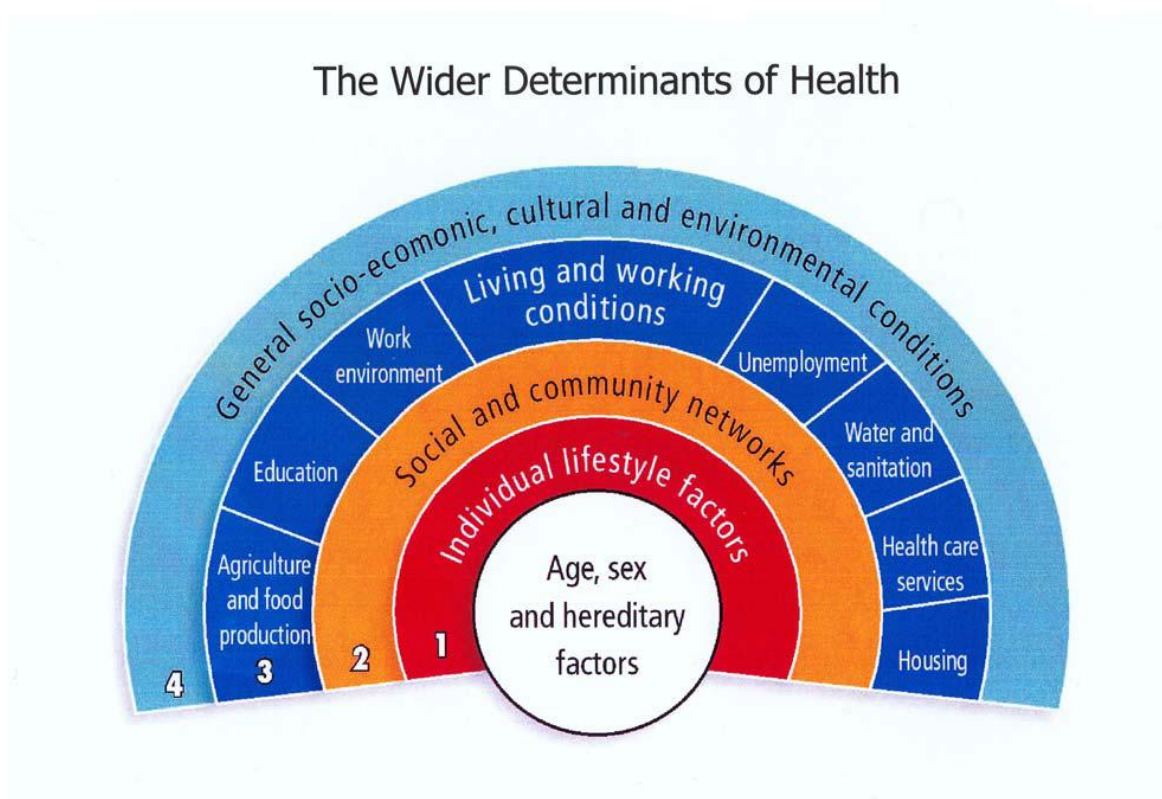 The Wider Determinants of Health
General socio-ecomonic, cultural and environmental conditions
Living and working
conditions
Work
environment
Unemployment
Education
Water and
sanitation
Agriculture
and food
production
Health care
services
Housing
Social and community networks
Individual lifestyle factors
Age, sex
and hereditary
factors
1
2
3
4